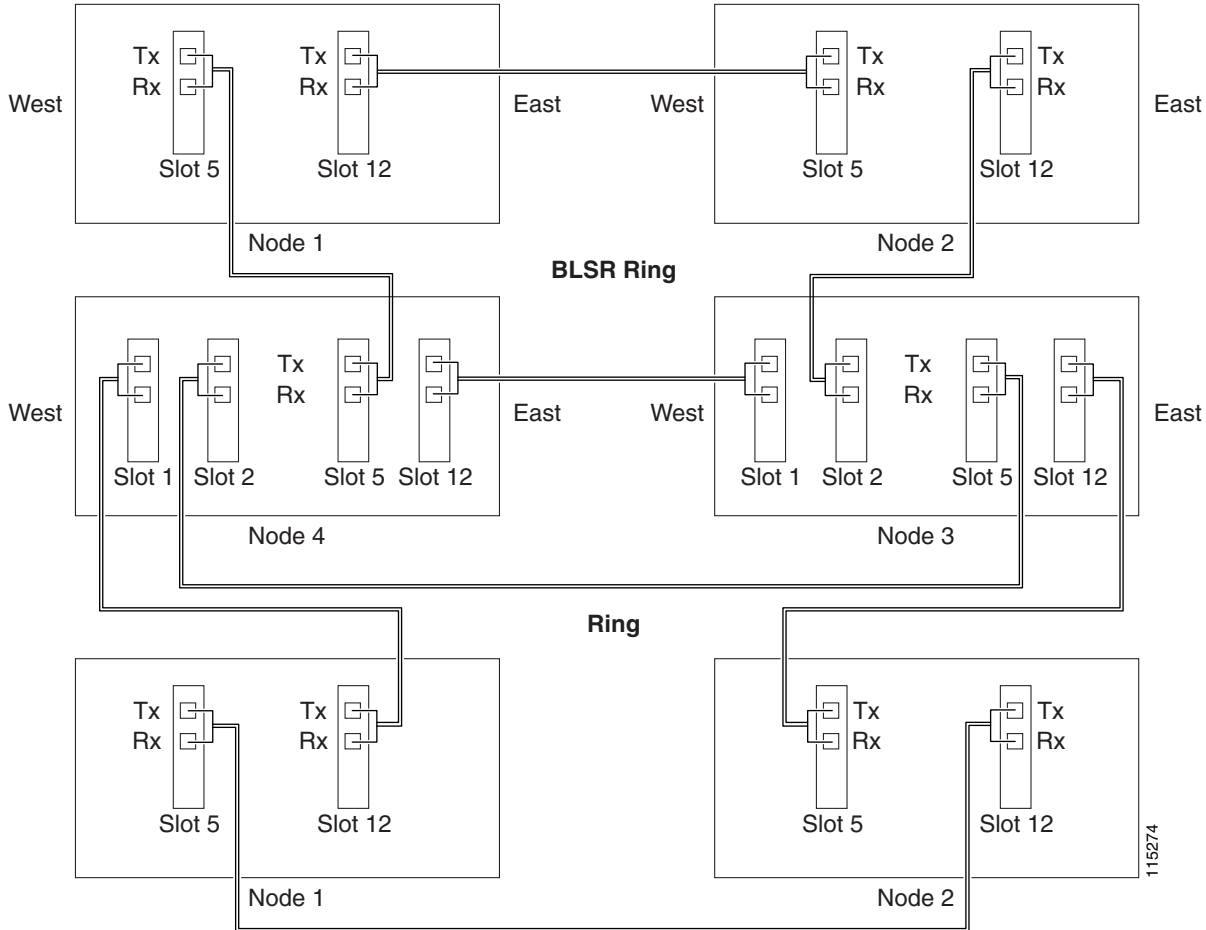 Tx Tx Tx Tx
Rx Rx Rx Rx
West East West East
Slot 5 Slot 12 Slot 5 Slot 12
Node 1 Node 2
BLSR Ring
Tx Tx
Rx Rx
West East West East
Slot 1 Slot 2 Slot 5 Slot 12 Slot 1 Slot 2 Slot 5 Slot 12
Node 4 Node 3
Ring
Tx Tx Tx Tx
Rx Rx Rx Rx
Slot 5 Slot 12 Slot 5 Slot 12
115274
Node 1 Node 2